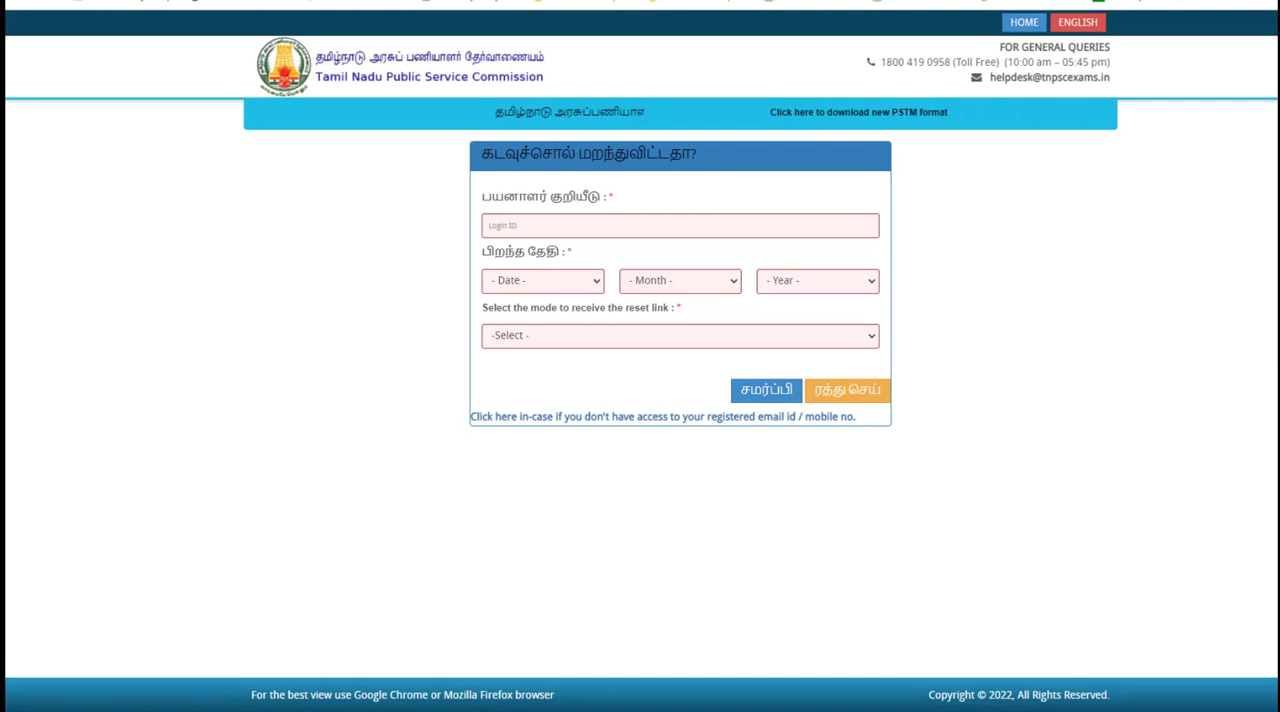 HOME ENGLISH
தமிழ்நாடு அரசுப் பணியாளர் தேர்வாணையம்
Tamil Nadu Public Service Commission
FOR GENERAL QUERIES
1800 419 0958 (Toll Free) (10:00 am – 05:45 pm)
helpdesk@tnpscexams.in
தமிழ்நாடு அரசுப்பணியாள Click here to download new PSTM format
கடவுச்சொல் மறந்துவிட்டதா?
பயனாளர் குறியீடு : *
Login ID
பிறந்த தேதி : *
- Date - - Month - - Year -
Select the mode to receive the reset link : *
-Select -
சமர்ப்பி ரத்து செய்
Click here in-case if you don't have access to your registered email id / mobile no.
For the best view use Google Chrome or Mozilla Firefox browser Copyright © 2022, All Rights Reserved.